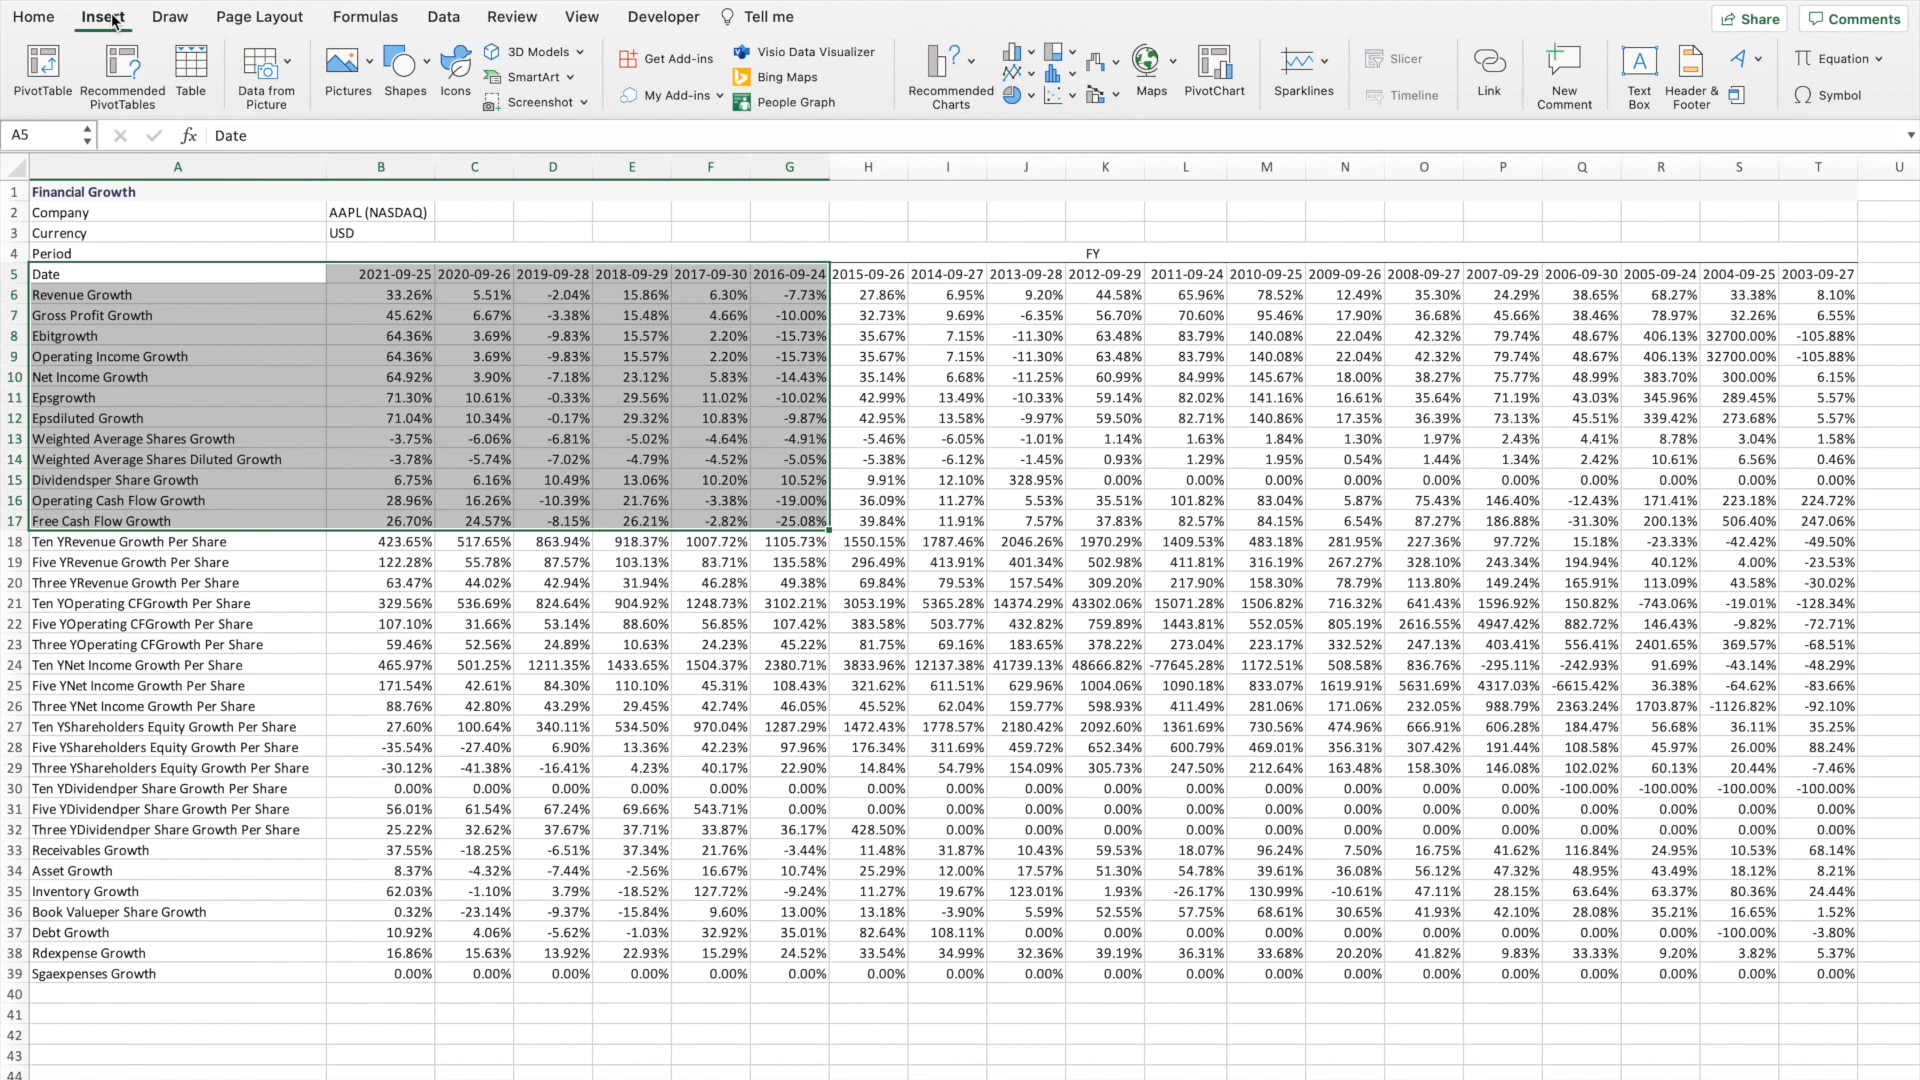 Home Insert Draw Page Layout Formulas Data Review View Developer Tell me Share Comments
PivotTable Recommended PivotTables Table Data from Picture Pictures Shapes Icons 3D Models SmartArt Screenshot Get Add-ins My Add-ins Visio Data Visualizer Bing Maps People Graph Recommended Charts Maps PivotChart Sparklines Slicer Timeline Link New Comment Text Box Header & Footer Equation Symbol
A5 fx Date
A B C D E F G H I J K L M N O P Q R S T U
1 Financial Growth
2 Company AAPL (NASDAQ)
3 Currency USD
4 Period FY
5 Date 2021-09-25 2020-09-26 2019-09-28 2018-09-29 2017-09-30 2016-09-24 2015-09-26 2014-09-27 2013-09-28 2012-09-29 2011-09-24 2010-09-25 2009-09-26 2008-09-27 2007-09-29 2006-09-30 2005-09-24 2004-09-25 2003-09-27
6 Revenue Growth 33.26% 5.51% -2.04% 15.86% 6.30% -7.73% 27.86% 6.95% 9.20% 44.58% 65.96% 78.52% 12.49% 35.30% 24.29% 38.65% 68.27% 33.38% 8.10%
7 Gross Profit Growth 45.62% 6.67% -3.38% 15.48% 4.66% -10.00% 32.73% 9.69% -6.35% 56.70% 70.60% 95.46% 17.90% 36.68% 45.66% 38.46% 78.97% 32.26% 6.55%
8 Ebitgrowth 64.36% 3.69% -9.83% 15.57% 2.20% -15.73% 35.67% 7.15% -11.30% 63.48% 83.79% 140.08% 22.04% 42.32% 79.74% 48.67% 406.13% 32700.00% -105.88%
9 Operating Income Growth 64.36% 3.69% -9.83% 15.57% 2.20% -15.73% 35.67% 7.15% -11.30% 63.48% 83.79% 140.08% 22.04% 42.32% 79.74% 48.67% 406.13% 32700.00% -105.88%
10 Net Income Growth 64.92% 3.90% -7.18% 23.12% 5.83% -14.43% 35.14% 6.68% -11.25% 60.99% 84.99% 145.67% 18.00% 38.27% 75.77% 48.99% 383.70% 300.00% 6.15%
11 Epsgrowth 71.30% 10.61% -0.33% 29.56% 11.02% -10.02% 42.99% 13.49% -10.33% 59.14% 82.02% 141.16% 16.61% 35.64% 71.19% 43.03% 345.96% 289.45% 5.57%
12 Epsdiluted Growth 71.04% 10.34% -0.17% 29.32% 10.83% -9.87% 42.95% 13.58% -9.97% 59.50% 82.71% 140.86% 17.35% 36.39% 73.13% 45.51% 339.42% 273.68% 5.57%
13 Weighted Average Shares Growth -3.75% -6.06% -6.81% -5.02% -4.64% -4.91% -5.46% -6.05% -1.01% 1.14% 1.63% 1.84% 1.30% 1.97% 2.43% 4.41% 8.78% 3.04% 1.58%
14 Weighted Average Shares Diluted Growth -3.78% -5.74% -7.02% -4.79% -4.52% -5.05% -5.38% -6.12% -1.45% 0.93% 1.29% 1.95% 0.54% 1.44% 1.34% 2.42% 10.61% 6.56% 0.46%
15 Dividendsper Share Growth 6.75% 6.16% 10.49% 13.06% 10.20% 10.52% 9.91% 12.10% 328.95% 0.00% 0.00% 0.00% 0.00% 0.00% 0.00% 0.00% 0.00% 0.00% 0.00%
16 Operating Cash Flow Growth 28.96% 16.26% -10.39% 21.76% -3.38% -19.00% 36.09% 11.27% 5.53% 35.51% 101.82% 83.04% 5.87% 75.43% 146.40% -12.43% 171.41% 223.18% 224.72%
17 Free Cash Flow Growth 26.70% 24.57% -8.15% 26.21% -2.82% -25.08% 39.84% 11.91% 7.57% 37.83% 82.57% 84.15% 6.54% 87.27% 186.88% -31.30% 200.13% 506.40% 247.06%
18 Ten YRevenue Growth Per Share 423.65% 517.65% 863.94% 918.37% 1007.72% 1105.73% 1550.15% 1787.46% 2046.26% 1970.29% 1409.53% 483.18% 281.95% 227.36% 97.72% 15.18% -23.33% -42.42% -49.50%
19 Five YRevenue Growth Per Share 122.28% 55.78% 87.57% 103.13% 83.71% 135.58% 296.49% 413.91% 401.34% 502.98% 411.81% 316.19% 267.27% 328.10% 243.34% 194.94% 40.12% 4.00% -23.53%
20 Three YRevenue Growth Per Share 63.47% 44.02% 42.94% 31.94% 46.28% 49.38% 69.84% 79.53% 157.54% 309.20% 217.90% 158.30% 78.79% 113.80% 149.24% 165.91% 113.09% 43.58% -30.02%
21 Ten YOperating CFGrowth Per Share 329.56% 536.69% 824.64% 904.92% 1248.73% 3102.21% 3053.19% 5365.28% 14374.29% 43302.06% 15071.28% 1506.82% 716.32% 641.43% 1596.92% 150.82% -743.06% -19.01% -128.34%
22 Five YOperating CFGrowth Per Share 107.10% 31.66% 53.14% 88.60% 56.85% 107.42% 383.58% 503.77% 432.82% 759.89% 1443.81% 552.05% 805.19% 2616.55% 4947.42% 882.72% 146.43% -9.82% -72.71%
23 Three YOperating CFGrowth Per Share 59.46% 52.56% 24.89% 10.63% 24.23% 45.22% 81.75% 69.16% 183.65% 378.22% 273.04% 223.17% 332.52% 247.13% 403.41% 556.41% 2401.65% 369.57% -68.51%
24 Ten YNet Income Growth Per Share 465.97% 501.25% 1211.35% 1433.65% 1504.37% 2380.71% 3833.96% 12137.38% 41739.13% 48666.82% -77645.28% 1172.51% 508.58% 836.76% -295.11% -242.93% 91.69% -43.14% -48.29%
25 Five YNet Income Growth Per Share 171.54% 42.61% 84.30% 110.10% 45.31% 108.43% 321.62% 611.51% 629.96% 1004.06% 1090.18% 833.07% 1619.91% 5631.69% 4317.03% -6615.42% 36.38% -64.62% -83.66%
26 Three YNet Income Growth Per Share 88.76% 42.80% 43.29% 29.45% 42.74% 46.05% 45.52% 62.04% 159.77% 598.93% 411.49% 281.06% 171.06% 232.05% 988.79% 2363.24% 1703.87% -1126.82% -92.10%
27 Ten YShareholders Equity Growth Per Share 27.60% 100.64% 340.11% 534.50% 970.04% 1287.29% 1472.43% 1778.57% 2180.42% 2092.60% 1361.69% 730.56% 474.96% 666.91% 606.28% 184.47% 56.68% 36.11% 35.25%
28 Five YShareholders Equity Growth Per Share -35.54% -27.40% 6.90% 13.36% 42.23% 97.96% 176.34% 311.69% 459.72% 652.34% 600.79% 469.01% 356.31% 307.42% 191.44% 108.58% 45.97% 26.00% 88.24%
29 Three YShareholders Equity Growth Per Share -30.12% -41.38% -16.41% 4.23% 40.17% 22.90% 14.84% 54.79% 154.09% 305.73% 247.50% 212.64% 163.48% 158.30% 146.08% 102.02% 60.13% 20.44% -7.46%
30 Ten YDividendper Share Growth Per Share 0.00% 0.00% 0.00% 0.00% 0.00% 0.00% 0.00% 0.00% 0.00% 0.00% 0.00% 0.00% 0.00% 0.00% 0.00% -100.00% -100.00% -100.00% -100.00%
31 Five YDividendper Share Growth Per Share 56.01% 61.54% 67.24% 69.66% 543.71% 0.00% 0.00% 0.00% 0.00% 0.00% 0.00% 0.00% 0.00% 0.00% 0.00% 0.00% 0.00% 0.00% 0.00%
32 Three YDividendper Share Growth Per Share 25.22% 32.62% 37.67% 37.71% 33.87% 36.17% 428.50% 0.00% 0.00% 0.00% 0.00% 0.00% 0.00% 0.00% 0.00% 0.00% 0.00% 0.00% 0.00%
33 Receivables Growth 37.55% -18.25% -6.51% 37.34% 21.76% -3.44% 11.48% 31.87% 10.43% 59.53% 18.07% 96.24% 7.50% 16.75% 41.62% 116.84% 24.95% 10.53% 68.14%
34 Asset Growth 8.37% -4.32% -7.44% -2.56% 16.67% 10.74% 25.29% 12.00% 17.57% 51.30% 54.78% 39.61% 36.08% 56.12% 47.32% 48.95% 43.49% 18.12% 8.21%
35 Inventory Growth 62.03% -1.10% 3.79% -18.52% 127.72% -9.24% 11.27% 19.67% 123.01% 1.93% -26.17% 130.99% -10.61% 47.11% 28.15% 63.64% 63.37% 80.36% 24.44%
36 Book Valueper Share Growth 0.32% -23.14% -9.37% -15.84% 9.60% 13.00% 13.18% -3.90% 5.59% 52.55% 57.75% 68.61% 30.65% 41.93% 42.10% 28.08% 35.21% 16.65% 1.52%
37 Debt Growth 10.92% 4.06% -5.62% -1.03% 32.92% 35.01% 82.64% 108.11% 0.00% 0.00% 0.00% 0.00% 0.00% 0.00% 0.00% 0.00% 0.00% -100.00% -3.80%
38 Rdexpense Growth 16.86% 15.63% 13.92% 22.93% 15.29% 24.52% 33.54% 34.99% 32.36% 39.19% 36.31% 33.68% 20.20% 41.82% 9.83% 33.33% 9.20% 3.82% 5.37%
39 Sgaexpenses Growth 0.00% 0.00% 0.00% 0.00% 0.00% 0.00% 0.00% 0.00% 0.00% 0.00% 0.00% 0.00% 0.00% 0.00% 0.00% 0.00% 0.00% 0.00% 0.00%
40
41
42
43
44